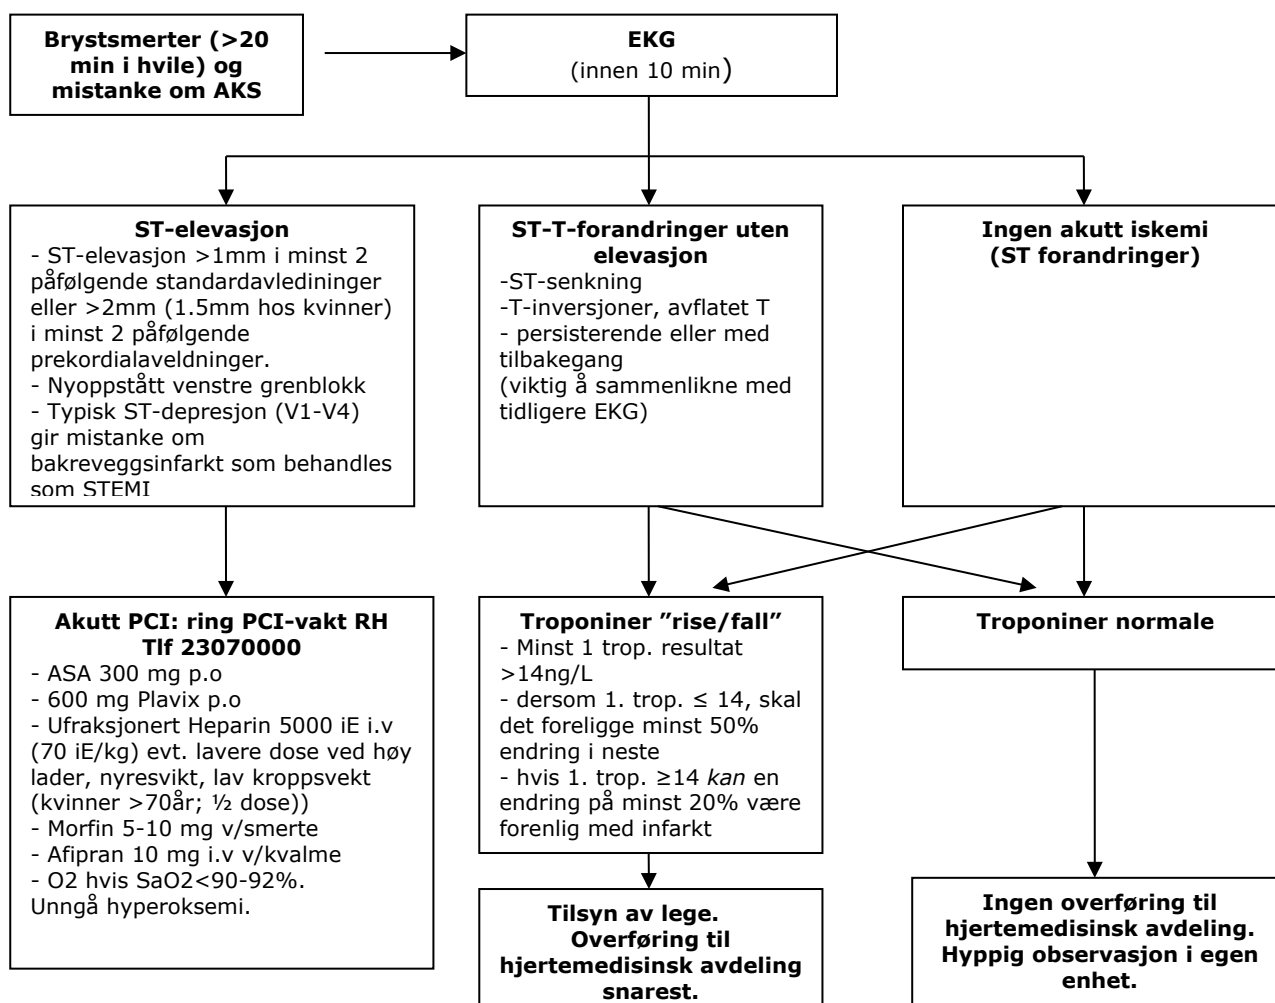 Brystsmerter (>20
min i hvile) og
mistanke om AKS
EKG
(innen 10 min)
ST-elevasjon
- ST-elevasjon >1mm i minst 2
påfølgende standardavledininger
eller >2mm (1.5mm hos kvinner)
i minst 2 påfølgende
prekordialaveldninger.
- Nyoppstått venstre grenblokk
- Typisk ST-depresjon (V1-V4)
gir mistanke om
bakreveggsinfarkt som behandles
som STEMI
ST-T-forandringer uten
elevasjon
-ST-senkning
-T-inversjoner, avflatet T
- persisterende eller med
tilbakegang
(viktig å sammenlikne med
tidligere EKG)
Ingen akutt iskemi
(ST forandringer)
Akutt PCI: ring PCI-vakt RH
Tlf 23070000
- ASA 300 mg p.o
- 600 mg Plavix p.o
- Ufraksjonert Heparin 5000 iE i.v
(70 iE/kg) evt. lavere dose ved høy
lader, nyresvikt, lav kroppsvekt
(kvinner >70år; ½ dose))
- Morfin 5-10 mg v/smerte
- Afipran 10 mg i.v v/kvalme
- O2 hvis SaO2<90-92%.
Unngå hyperoksemi.
Troponiner ”rise/fall”
- Minst 1 trop. resultat
>14ng/L
- dersom 1. trop. ≤ 14, skal
det foreligge minst 50%
endring i neste
- hvis 1. trop. ≥14 kan en
endring på minst 20% være
forenlig med infarkt
Troponiner normale
Tilsyn av lege.
Overføring til
hjertemedisinsk avdeling
snarest.
Ingen overføring til
hjertemedisinsk avdeling.
Hyppig observasjon i egen
enhet.